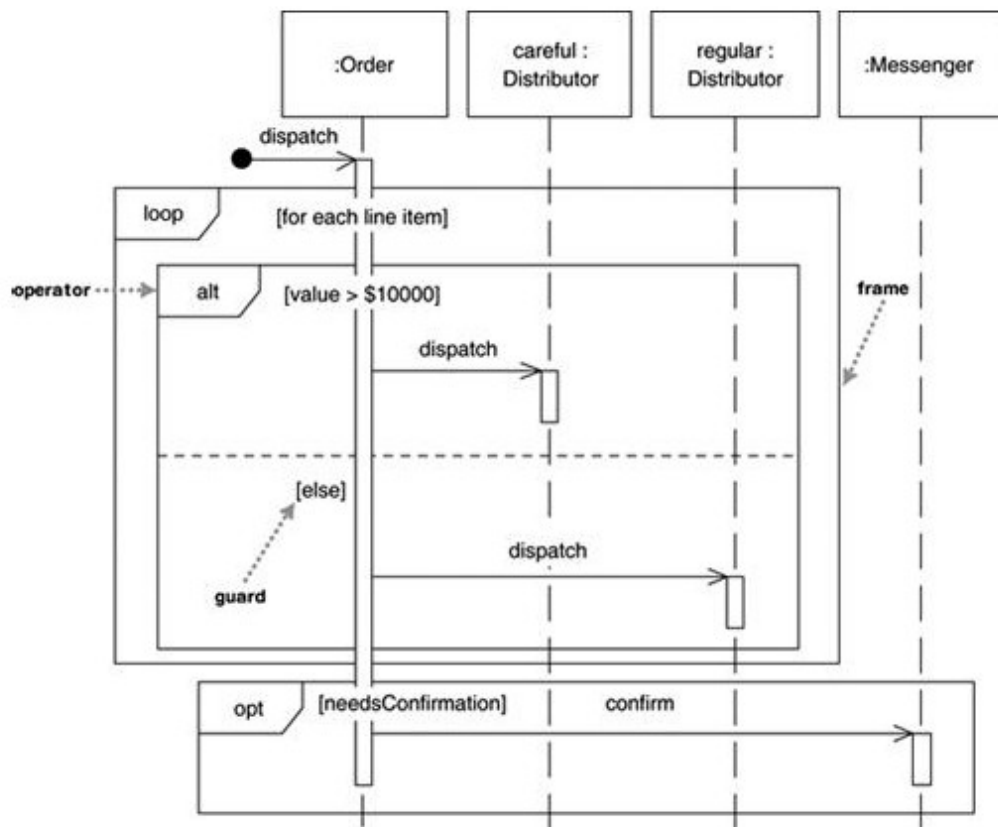 :Order
careful :
Distributor
regular :
Distributor
:Messenger
dispatch
loop
[for each line item]
operator
alt
[value > $10000]
frame
dispatch
[else]
dispatch
guard
opt
[needsConfirmation]
confirm